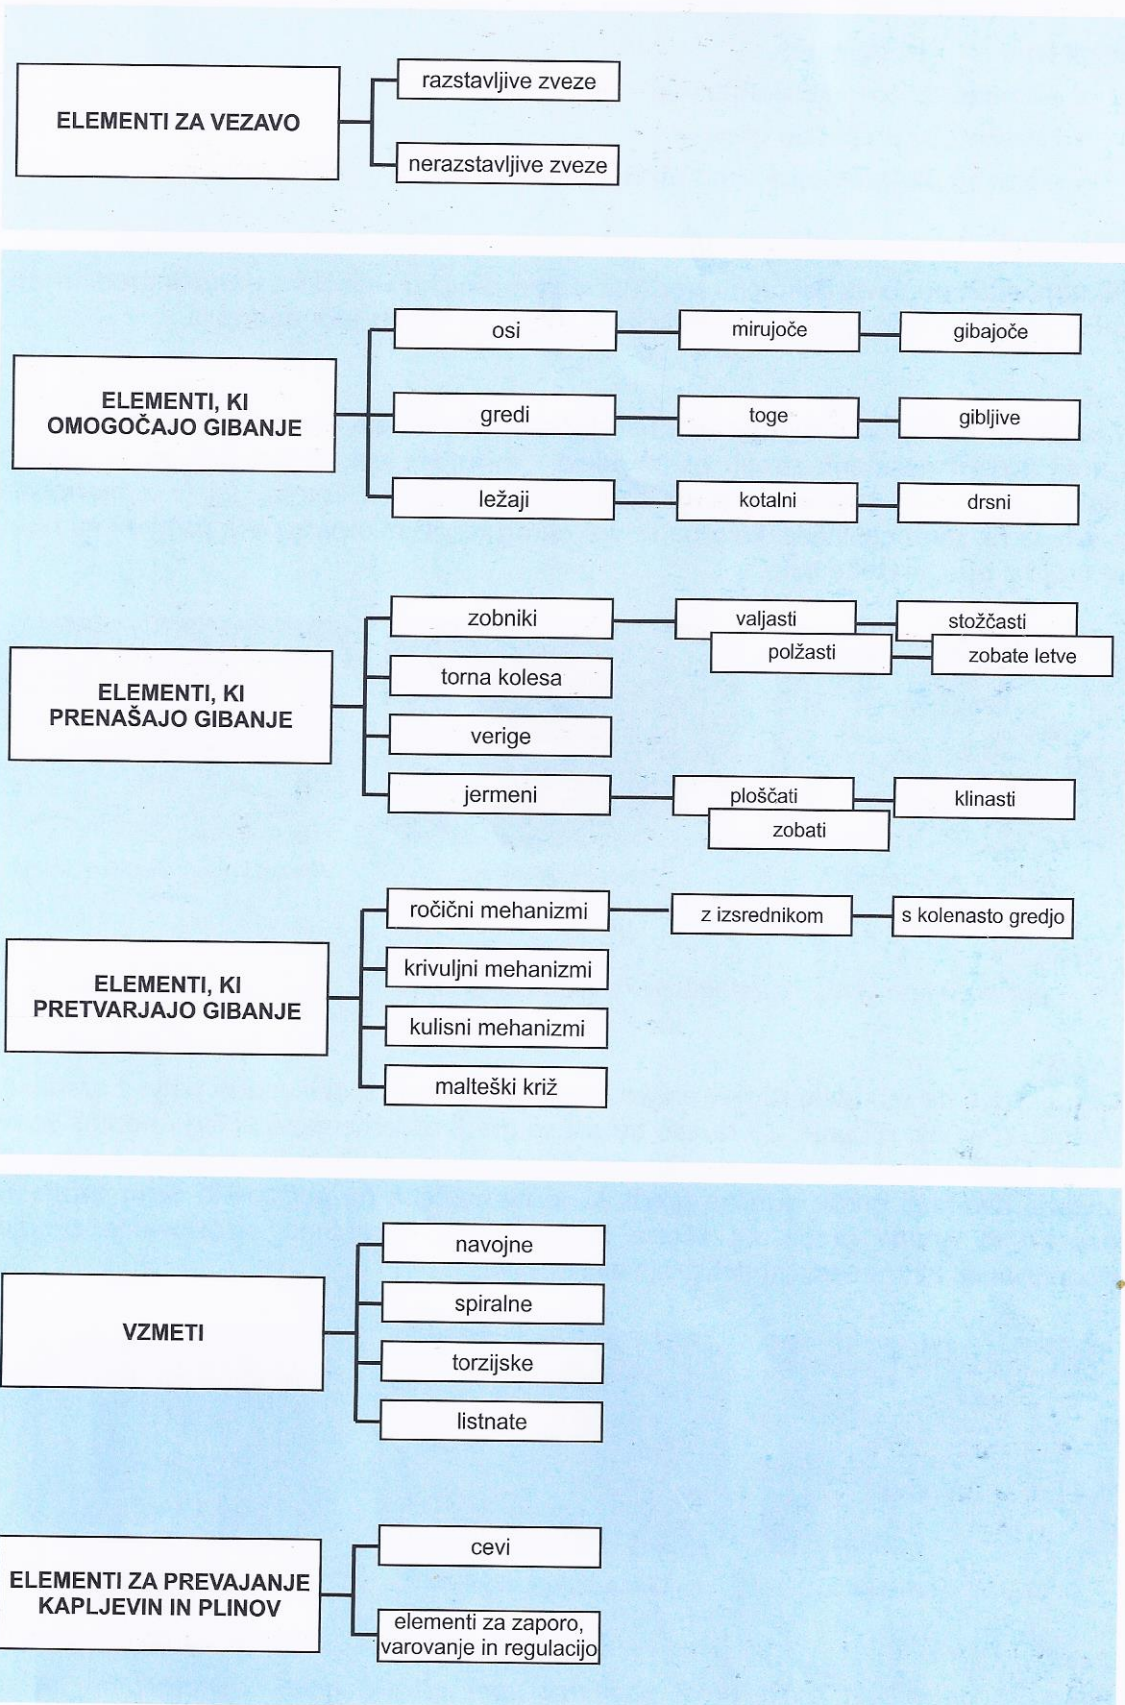 ELEMENTI ZA VEZAVO
razstavljive zveze
nerazstavljive zveze
ELEMENTI, KI
OMOGOČAJO GIBANJE
osi
mirujoče
gibajoče
gredi
toge
gibljive
ležaji
kotalni
drsni
ELEMENTI, KI
PRENAŠAJO GIBANJE
zobniki
valjasti
stožčasti
polžasti
zobate letve
torna kolesa
verige
jermeni
ploščati
klinasti
zobati
ELEMENTI, KI
PRETVARJAJO GIBANJE
ročični mehanizmi
z izsrednikom
s kolenasto gredjo
krivuljni mehanizmi
kulisni mehanizmi
malteški križ
VZMETI
navojne
spiralne
torzijske
listnate
ELEMENTI ZA PREVAJANJE
KAPLJEVIN IN PLINOV
cevi
elementi za zaporo,
varovanje in regulacijo